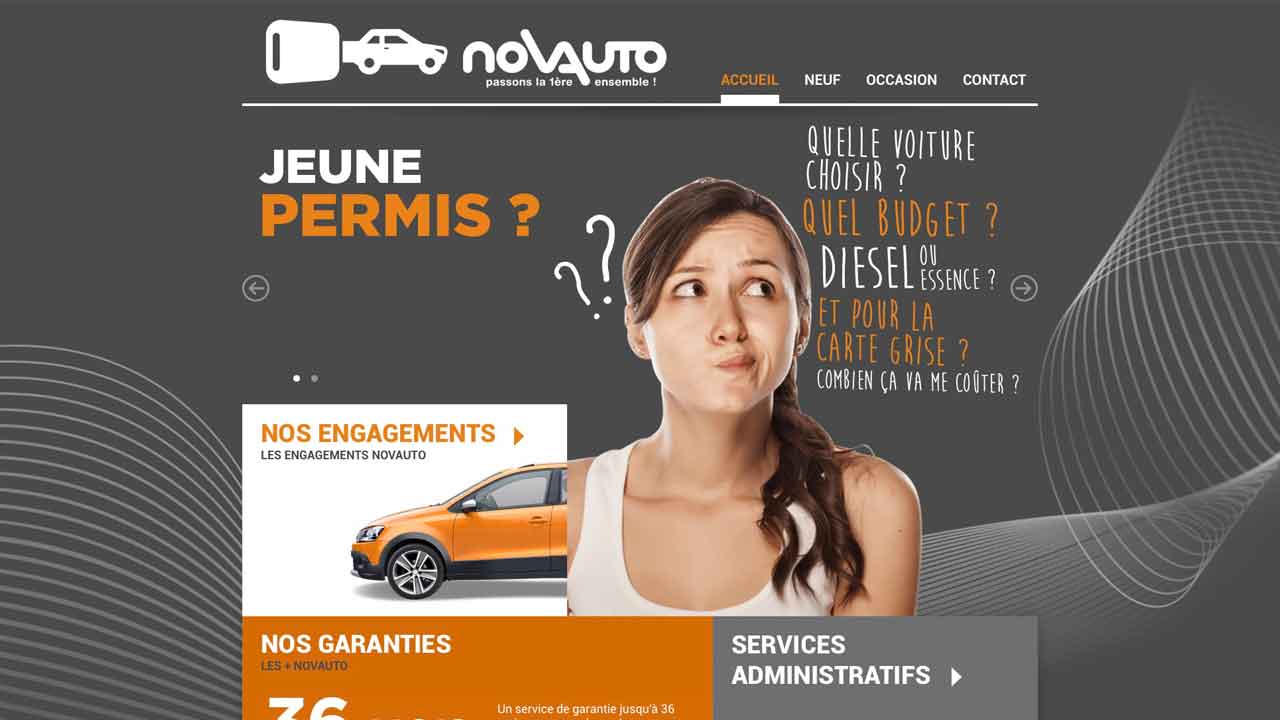 novauto
passons la 1ère ensemble !
ACCUEIL NEUF OCCASION CONTACT
JEUNE
PERMIS ?
? ?
QUELLE VOITURE
CHOISIR ?
QUEL BUDGET ?
DIESEL OU
ESSENCE ?
ET POUR LA
CARTE GRISE ?
COMBIEN ÇA VA ME COÛTER ?
NOS ENGAGEMENTS
LES ENGAGEMENTS NOVAUTO
NOS GARANTIES
LES + NOVAUTO
36
Un service de garantie jusqu'à 36
SERVICES
ADMINISTRATIFS